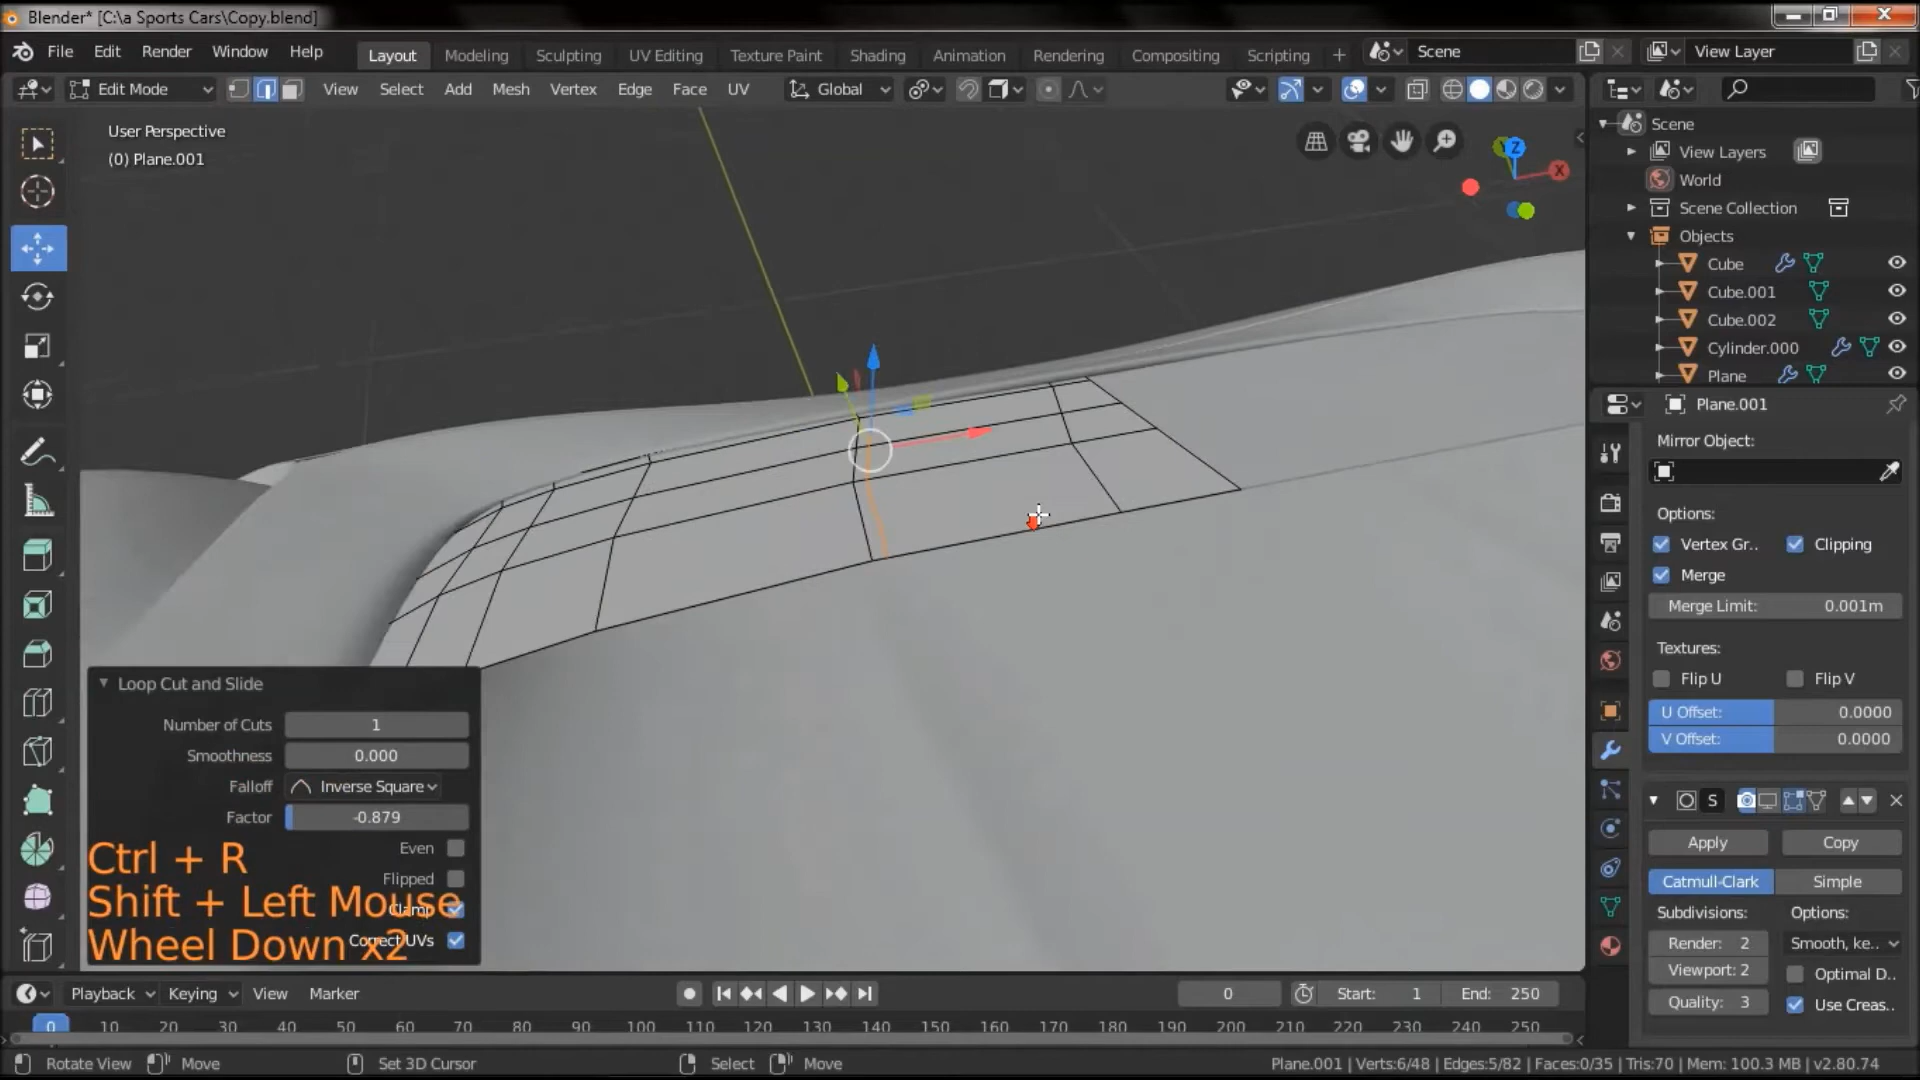 Blender* [C:\a Sports Cars\Copy.blend]
File Edit Render Window Help Layout Modeling Sculpting UV Editing Texture Paint Shading Animation Rendering Compositing Scripting + Scene View Layer
Edit Mode View Select Add Mesh Vertex Edge Face UV Global
User Perspective
(0) Plane.001
Z
X
Scene
View Layers
World
Scene Collection
Objects
Cube
Cube.001
Cube.002
Cylinder.000
Plane
Plane.001
Mirror Object:
Options:
Vertex Gr.. Clipping
Merge
Merge Limit: 0.001m
Textures:
Flip U Flip V
U Offset: 0.0000
V Offset: 0.0000
S
Apply Copy
Catmull-Clark Simple
Subdivisions: Options:
Render: 2 Smooth, ke..
Viewport: 2 Optimal D..
Quality: 3 Use Creas..
Loop Cut and Slide
Number of Cuts 1
Smoothness 0.000
Falloff Inverse Square
Factor -0.879
Even
Flipped
Clamp
Correct UVs
Ctrl + R
Shift + Left Mouse
Wheel Down x2
Playback Keying View Marker 0 Start: 1 End: 250
0 10 20 30 40 50 60 70 80 90 100 110 120 130 140 150 160 170 180 190 200 210 220 230 240 250
Rotate View Move Set 3D Cursor Select Move Plane.001 | Verts:6/48 | Edges:5/82 | Faces:0/35 | Tris:70 | Mem: 100.3 MB | v2.80.74